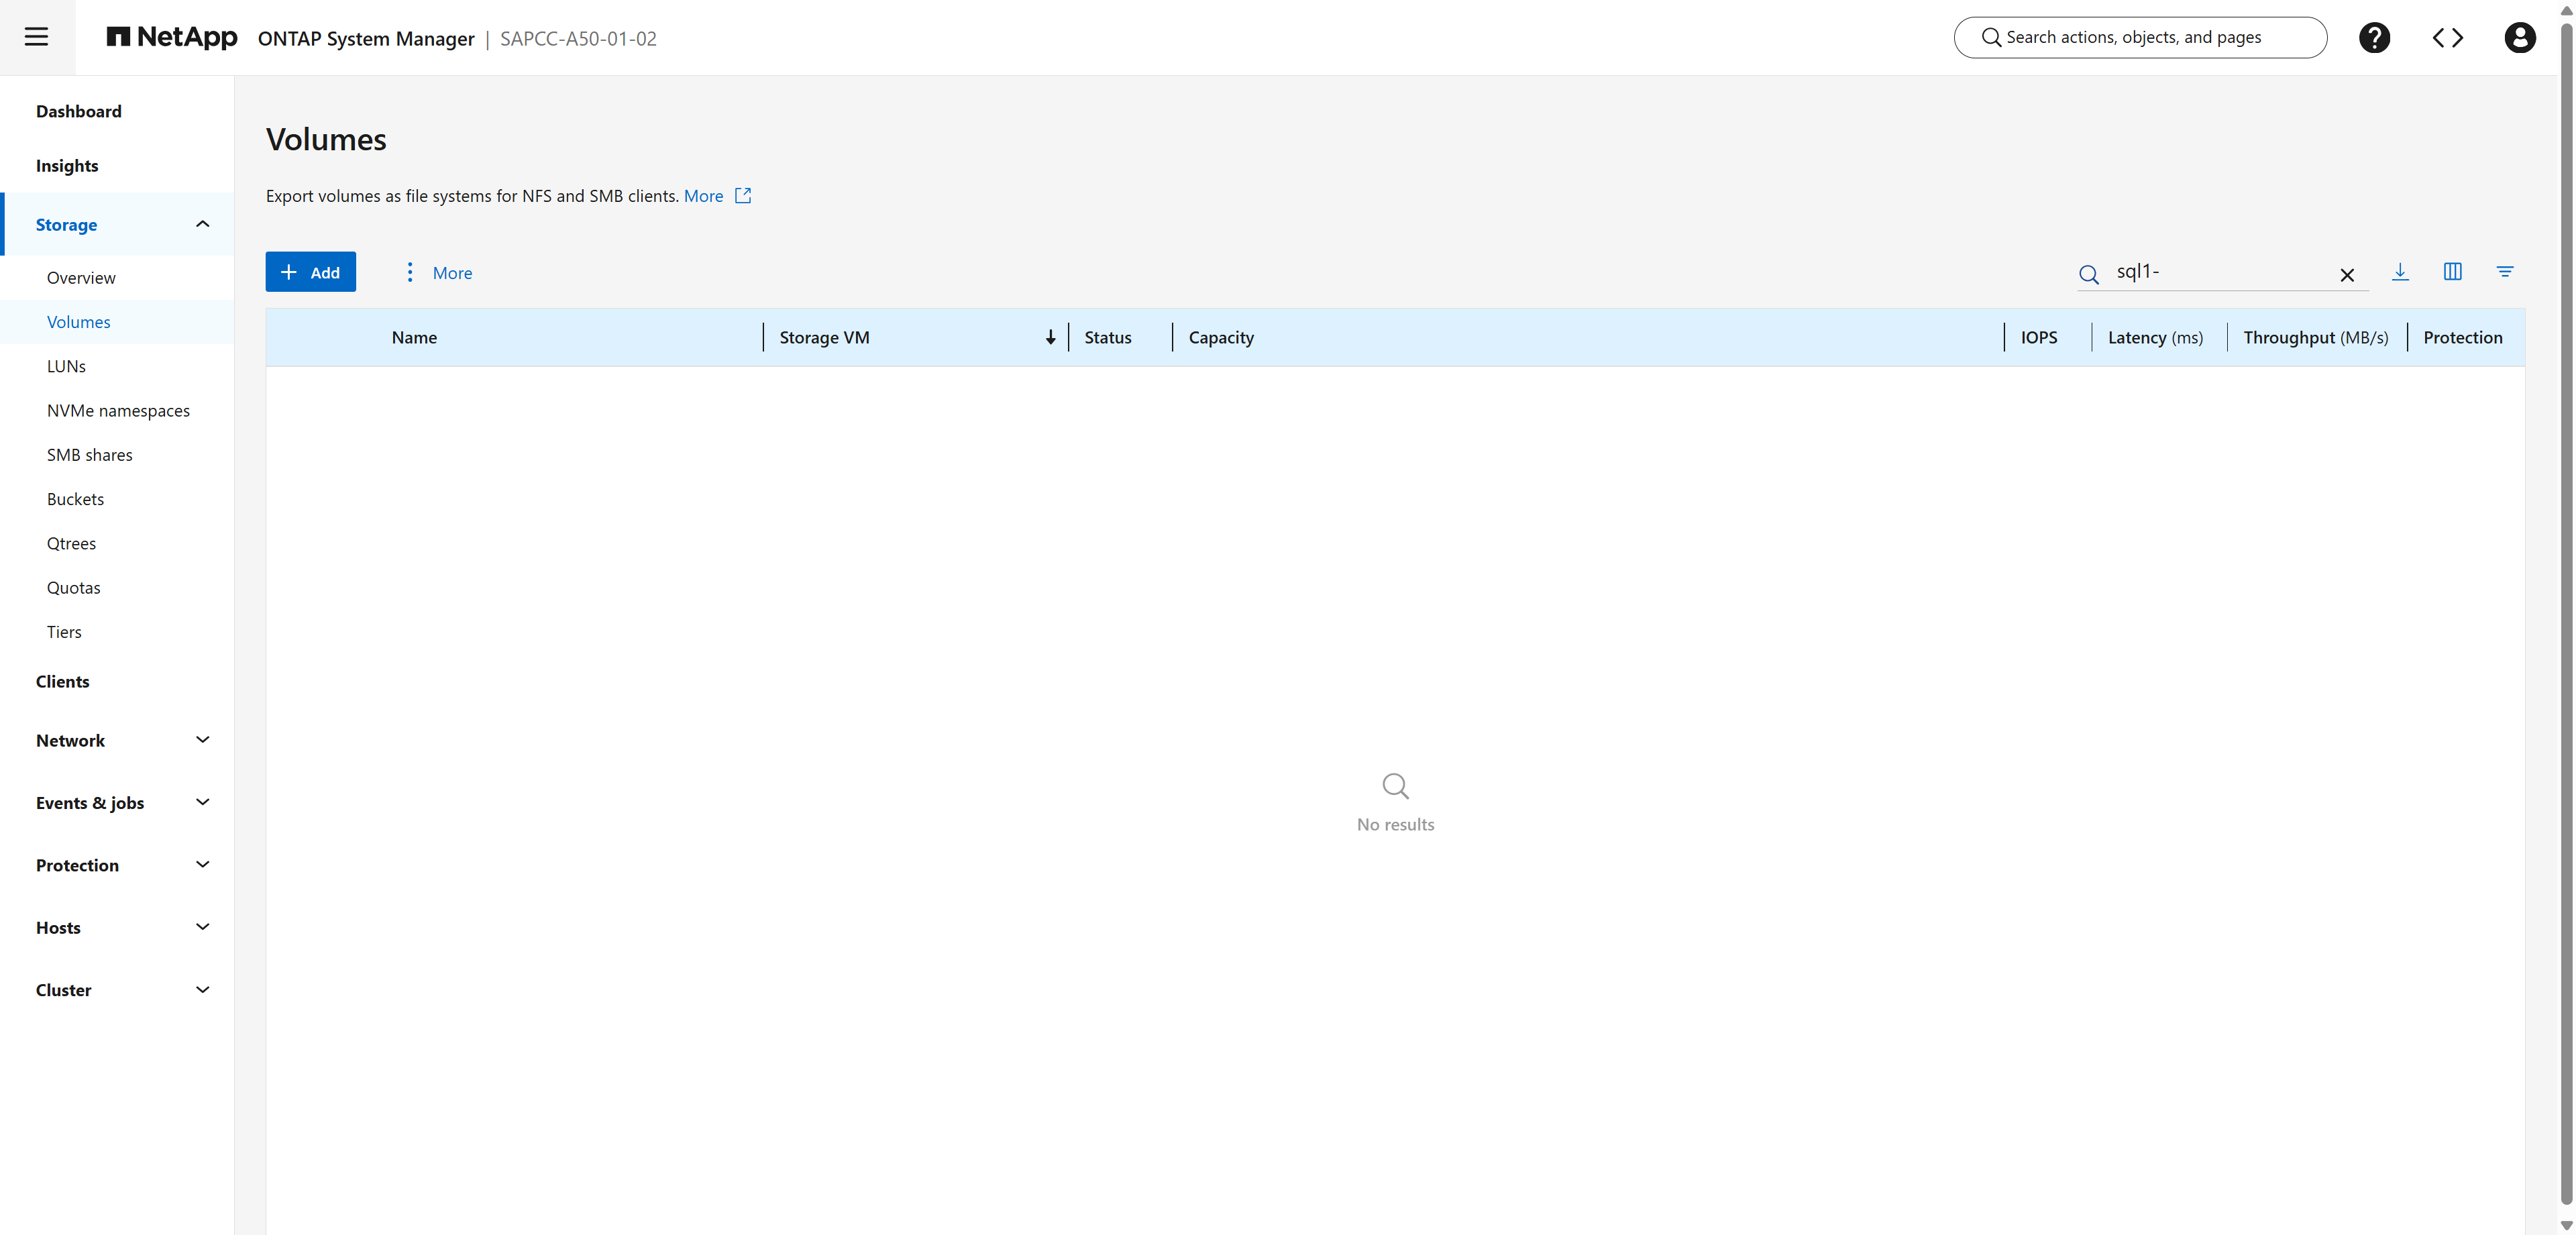 NetApp ONTAP System Manager | SAPCC-A50-01-02
Search actions, objects, and pages
Dashboard
Insights
Storage
Overview
Volumes
LUNs
NVMe namespaces
SMB shares
Buckets
Qtrees
Quotas
Tiers
Clients
Network
Events & jobs
Protection
Hosts
Cluster
Volumes
Export volumes as file systems for NFS and SMB clients. More
Add More
sql1-
Name Storage VM Status Capacity IOPS Latency (ms) Throughput (MB/s) Protection
No results